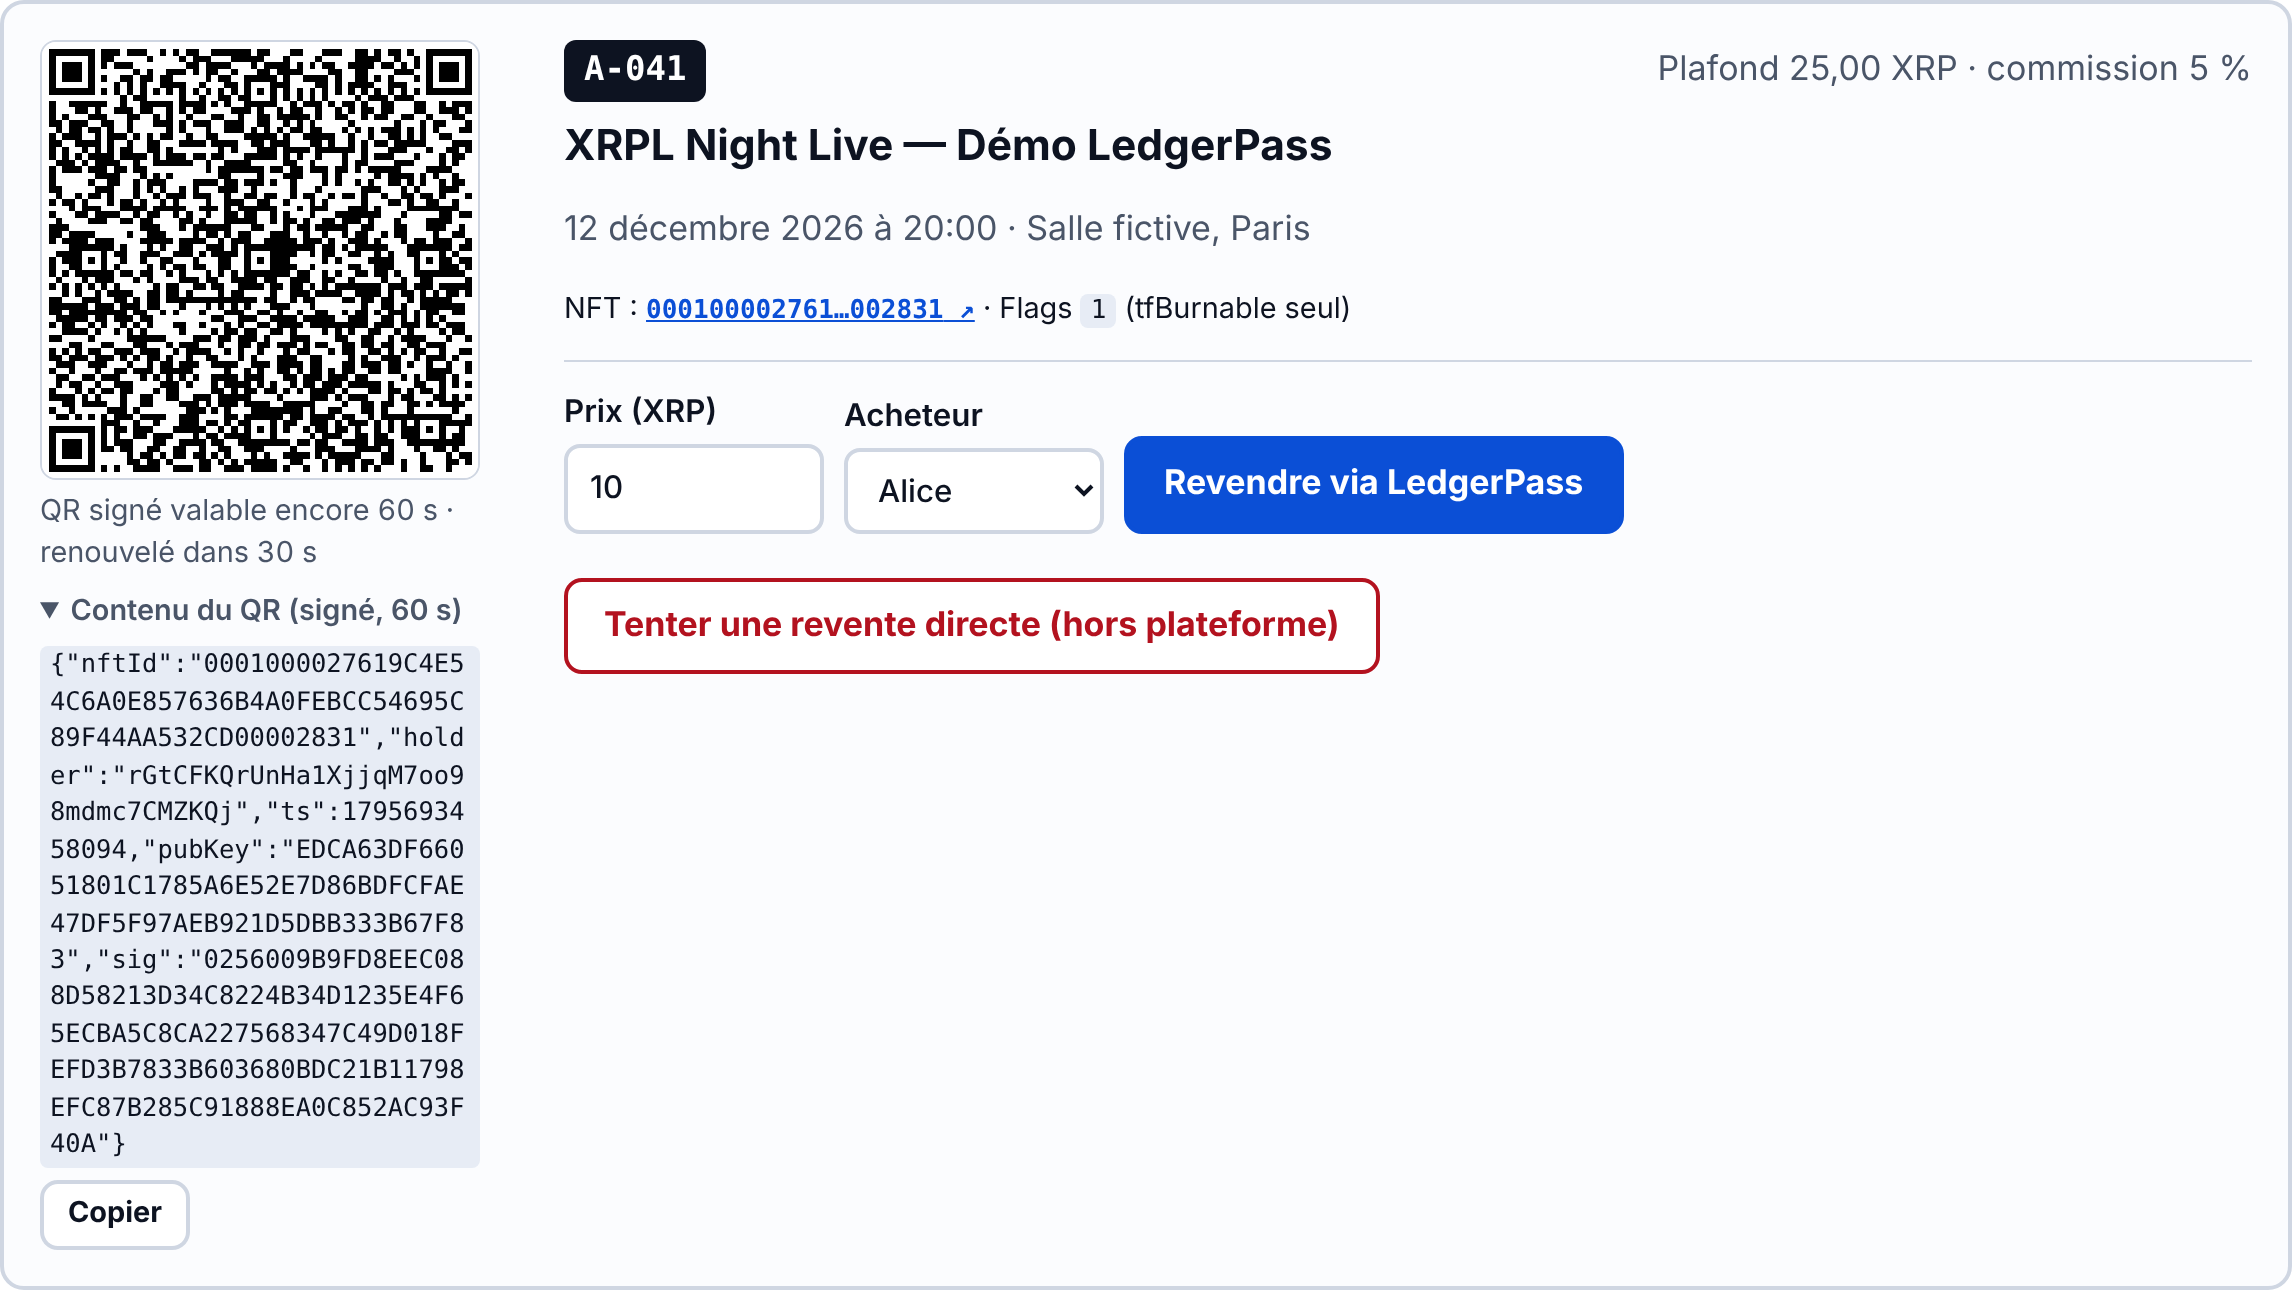 A-041
Plafond 25,00 XRP · commission 5 %
XRPL Night Live — Démo LedgerPass
12 décembre 2026 à 20:00 · Salle fictive, Paris
NFT : 000100002761…002831 ↗ · Flags 1 (tfBurnable seul)
Prix (XRP)
Acheteur
10
Alice
Revendre via LedgerPass
Tenter une revente directe (hors plateforme)
QR signé valable encore 60 s ·
renouvelé dans 30 s
▼ Contenu du QR (signé, 60 s)
{"nftId":"0001000027619C4E5
4C6A0E857636B4A0FEBCC54695C
89F44AA532CD00002831","hold
er":"rGtCFKQrUnHa1XjjqM7oo9
8mdmc7CMZKQj","ts":17956934
58094,"pubKey":"EDCA63DF660
51801C1785A6E52E7D86BDFCFAE
47DF5F97AEB921D5DBB333B67F8
3","sig":"0256009B9FD8EEC08
8D58213D34C8224B34D1235E4F6
5ECBA5C8CA227568347C49D018F
EFD3B7833B603680BDC21B11798
EFC87B285C91888EA0C852AC93F
40A"}
Copier